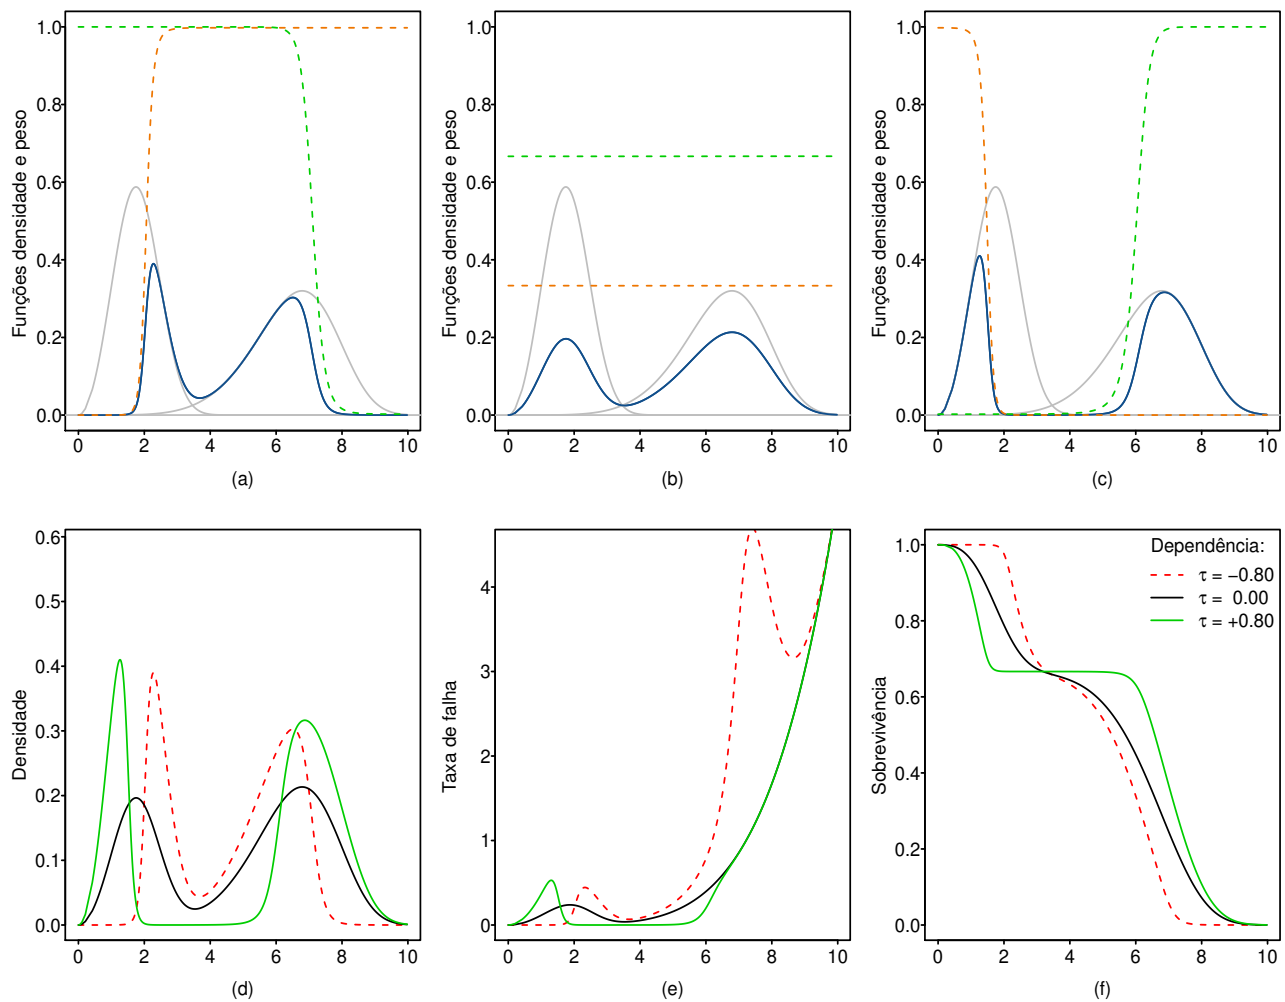 Funções densidade e peso
1.0
0.8
0.6
0.4
0.2
0.0
0 2 4 6 8 10
(a)
Funções densidade e peso
1.0
0.8
0.6
0.4
0.2
0.0
0 2 4 6 8 10
(b)
Funções densidade e peso
1.0
0.8
0.6
0.4
0.2
0.0
0 2 4 6 8 10
(c)
Densidade
0.6
0.5
0.4
0.3
0.2
0.1
0.0
0 2 4 6 8 10
(d)
Taxa de falha
4
3
2
1
0
0 2 4 6 8 10
(e)
Sobrevivência
1.0
0.8
0.6
0.4
0.2
0.0
Dependência:
τ = −0.80
τ = 0.00
τ = +0.80
0 2 4 6 8 10
(f)